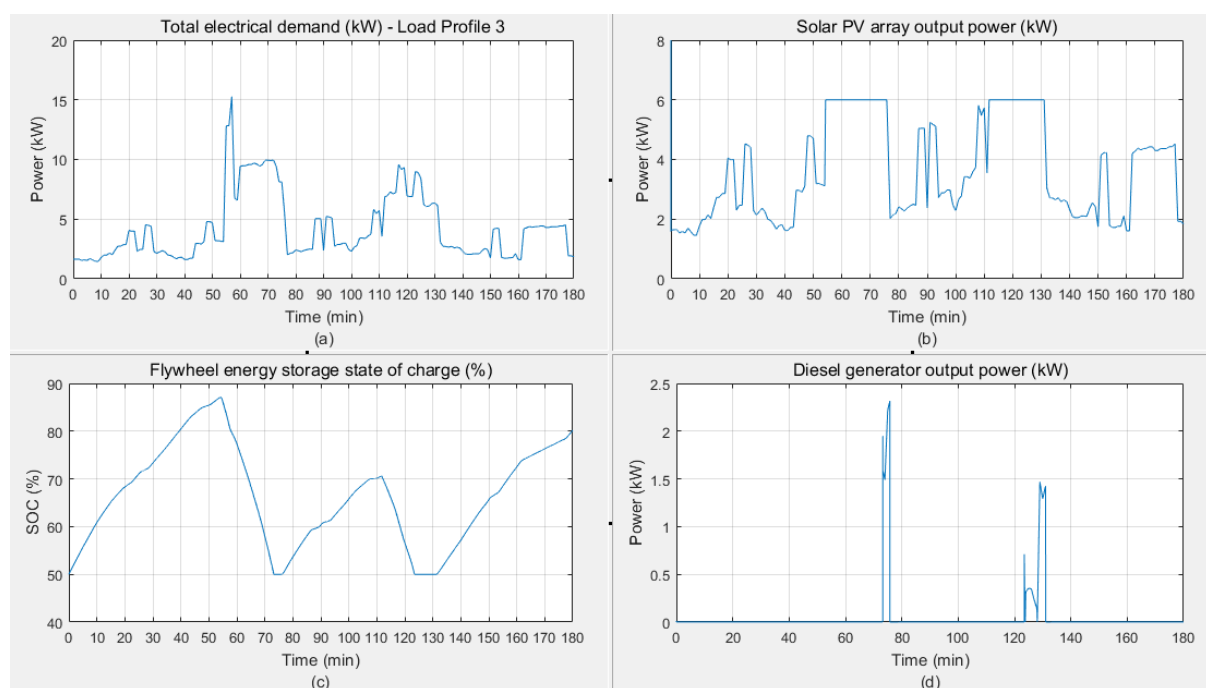 Total electrical demand (kW) - Load Profile 3
20
15
10
5
0
Power (kW)
0 10 20 30 40 50 60 70 80 90 100 110 120 130 140 150 160 170 180
Time (min)
(a)
Solar PV array output power (kW)
8
6
4
2
0
Power (kW)
0 10 20 30 40 50 60 70 80 90 100 110 120 130 140 150 160 170 180
Time (min)
(b)
Flywheel energy storage state of charge (%)
90
80
70
60
50
40
SOC (%)
0 10 20 30 40 50 60 70 80 90 100 110 120 130 140 150 160 170 180
Time (min)
(c)
Diesel generator output power (kW)
2.5
2
1.5
1
0.5
0
Power (kW)
0 20 40 60 80 100 120 140 160 180
Time (min)
(d)